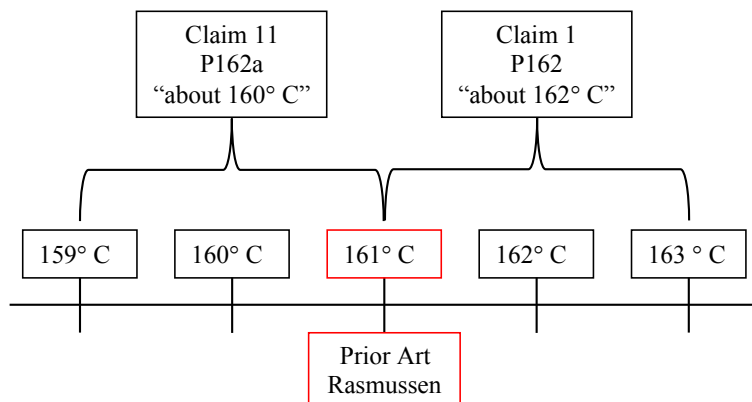 Claim 11
P162a
“about 160° C”
Claim 1
P162
“about 162° C”
159° C
160° C
161° C
162° C
163 ° C
Prior Art
Rasmussen